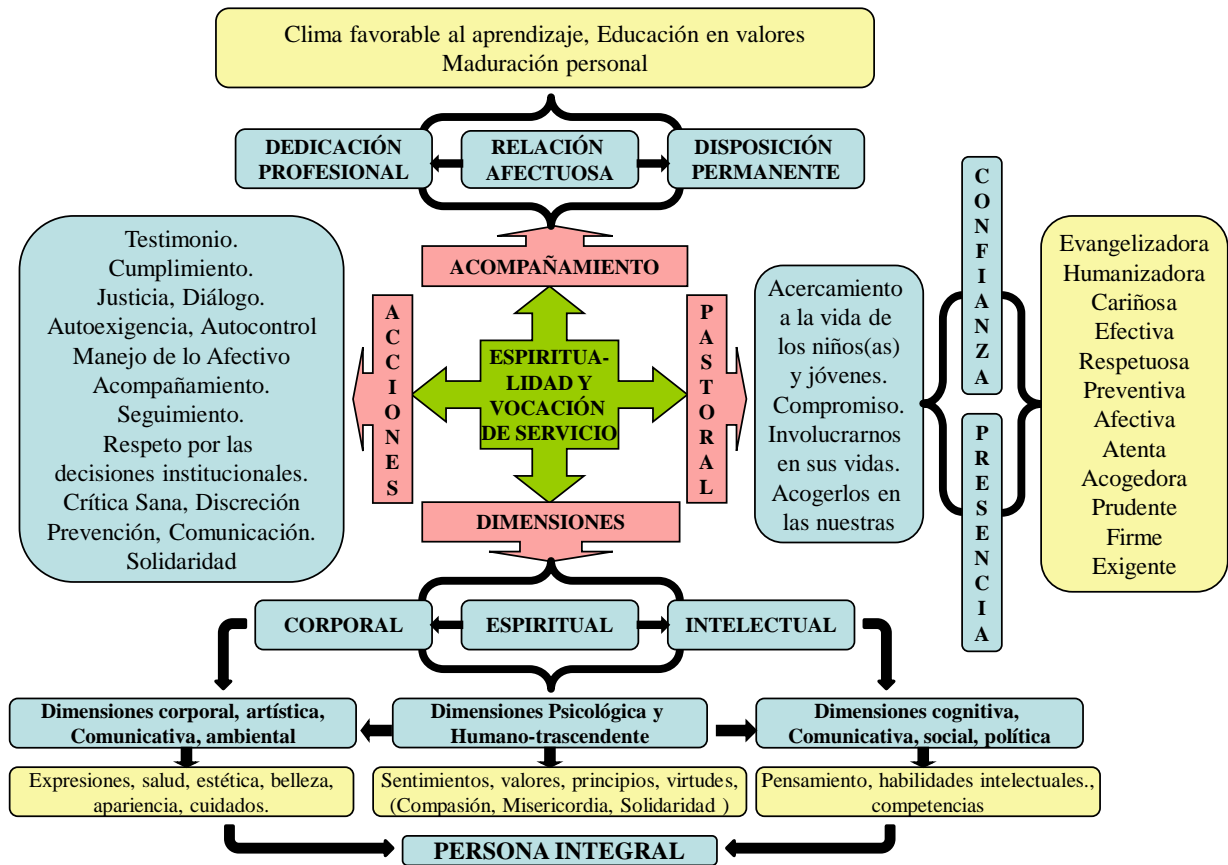 Clima favorable al aprendizaje, Educación en valores
Maduración personal
DEDICACIÓN
PROFESIONAL
RELACIÓN
AFECTUOSA
DISPOSICIÓN
PERMANENTE
ACOMPAÑAMIENTO
Testimonio.
Cumplimiento.
Justicia, Diálogo.
Autoexigencia, Autocontrol
Manejo de lo Afectivo
Acompañamiento.
Seguimiento.
Respeto por las
decisiones institucionales.
Crítica Sana, Discreción
Prevención, Comunicación.
Solidaridad
ACCIONES
ESPIRITUA-
LIDAD Y
VOCACIÓN
DE SERVICIO
PASTORAL
Acercamiento
a la vida de
los niños(as)
y jóvenes.
Compromiso.
Involucrarnos
en sus vidas.
Acogerlos en
las nuestras
CONFIANZA
PRESENCIA
Evangelizadora
Humanizadora
Cariñosa
Efectiva
Respetuosa
Preventiva
Afectiva
Atenta
Acogedora
Prudente
Firme
Exigente
DIMENSIONES
CORPORAL
ESPIRITUAL
INTELECTUAL
Dimensiones corporal, artística,
Comunicativa, ambiental
Dimensiones Psicológica y
Humano-trascendente
Dimensiones cognitiva,
Comunicativa, social, política
Expresiones, salud, estética, belleza,
apariencia, cuidados.
Sentimientos, valores, principios, virtudes,
(Compasión, Misericordia, Solidaridad )
Pensamiento, habilidades intelectuales.,
competencias
PERSONA INTEGRAL